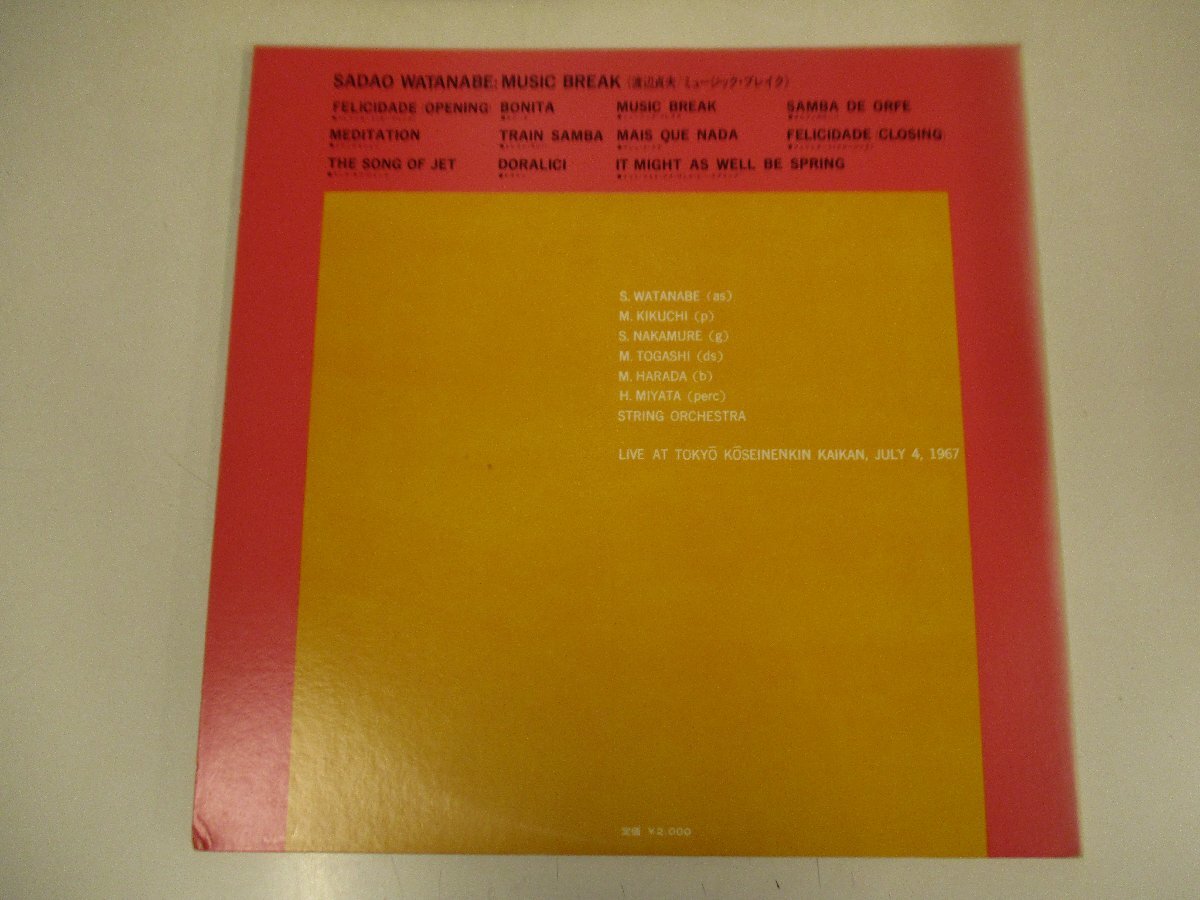 SADAO WATANABE: MUSIC BREAK (渡辺貞夫 ミュージック・ブレイク)
FELICIDADE OPENING BONITA MUSIC BREAK SAMBA DE ORFE
MEDITATION TRAIN SAMBA MAIS QUE NADA FELICIDADE CLOSING
THE SONG OF JET DORALICI IT MIGHT AS WELL BE SPRING
S. WATANABE (as)
M. KIKUCHI (p)
S. NAKAMURE (g)
M. TOGASHI (ds)
M. HARADA (b)
H. MIYATA (perc)
STRING ORCHESTRA
LIVE AT TOKYŌ KŌSEINENKIN KAIKAN, JULY 4, 1967
定価 ¥2,000